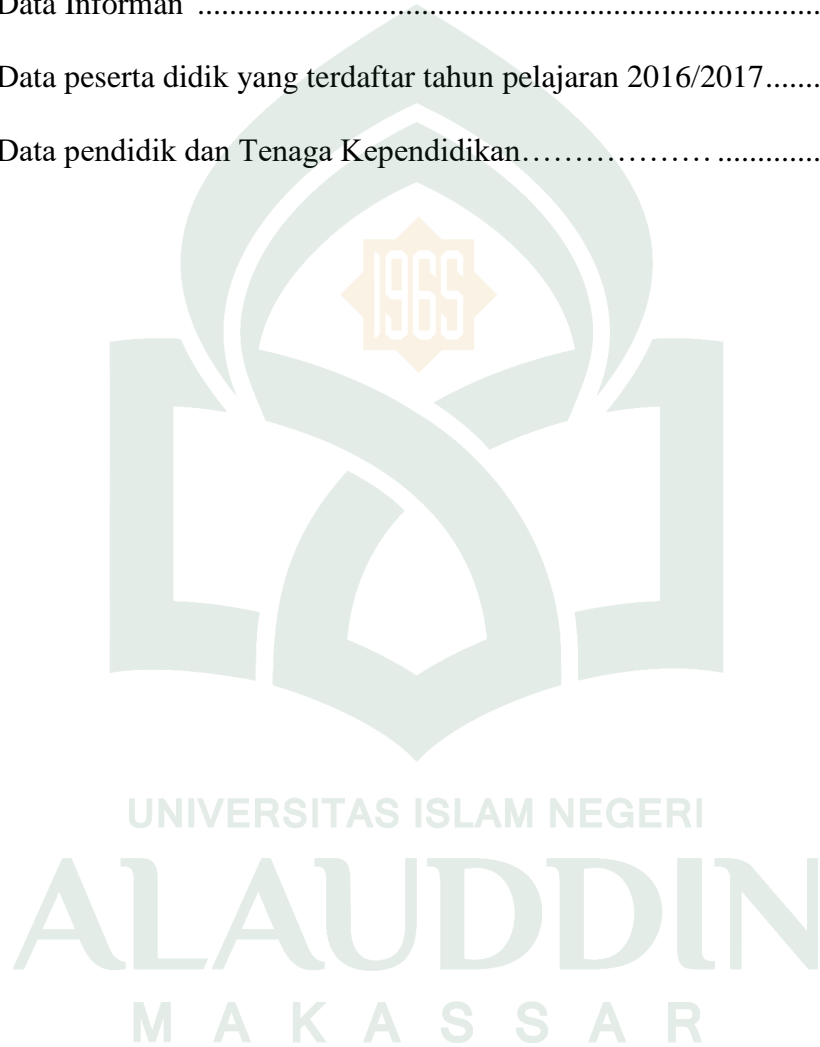 Data Informan ................................................................................
Data peserta didik yang terdaftar tahun pelajaran 2016/2017.......
Data pendidik dan Tenaga Kependidikan……………… .............
1965
UNIVERSITAS ISLAM NEGERI
ALAUDDIN
MAKASSAR